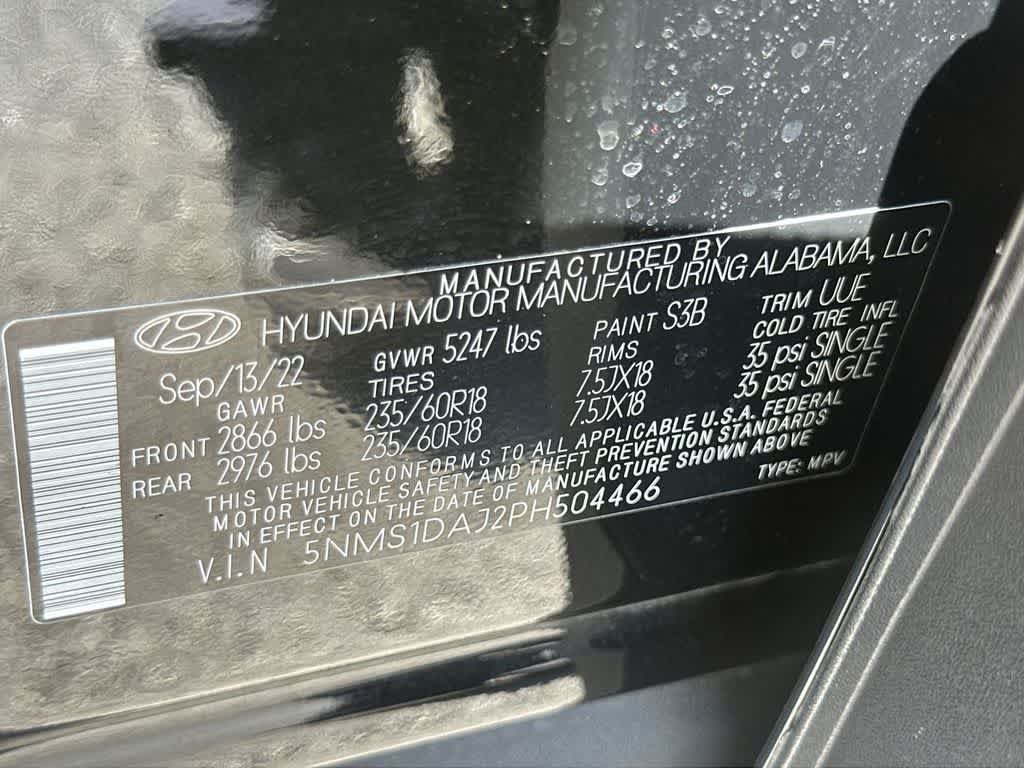 MANUFACTURED BY
HYUNDAI MOTOR MANUFACTURING ALABAMA, LLC
Sep/13/22 GVWR 5247 lbs PAINT S3B TRIM UUE
GAWR TIRES RIMS COLD TIRE INFL
FRONT 2866 lbs 235/60R18 7.5JX18 35 psi SINGLE
REAR 2976 lbs 235/60R18 7.5JX18 35 psi SINGLE
THIS VEHICLE CONFORMS TO ALL APPLICABLE U.S.A. FEDERAL
MOTOR VEHICLE SAFETY AND THEFT PREVENTION STANDARDS
IN EFFECT ON THE DATE OF MANUFACTURE SHOWN ABOVE
V.I.N 5NMS1DAJ2PH504466 TYPE: MPV